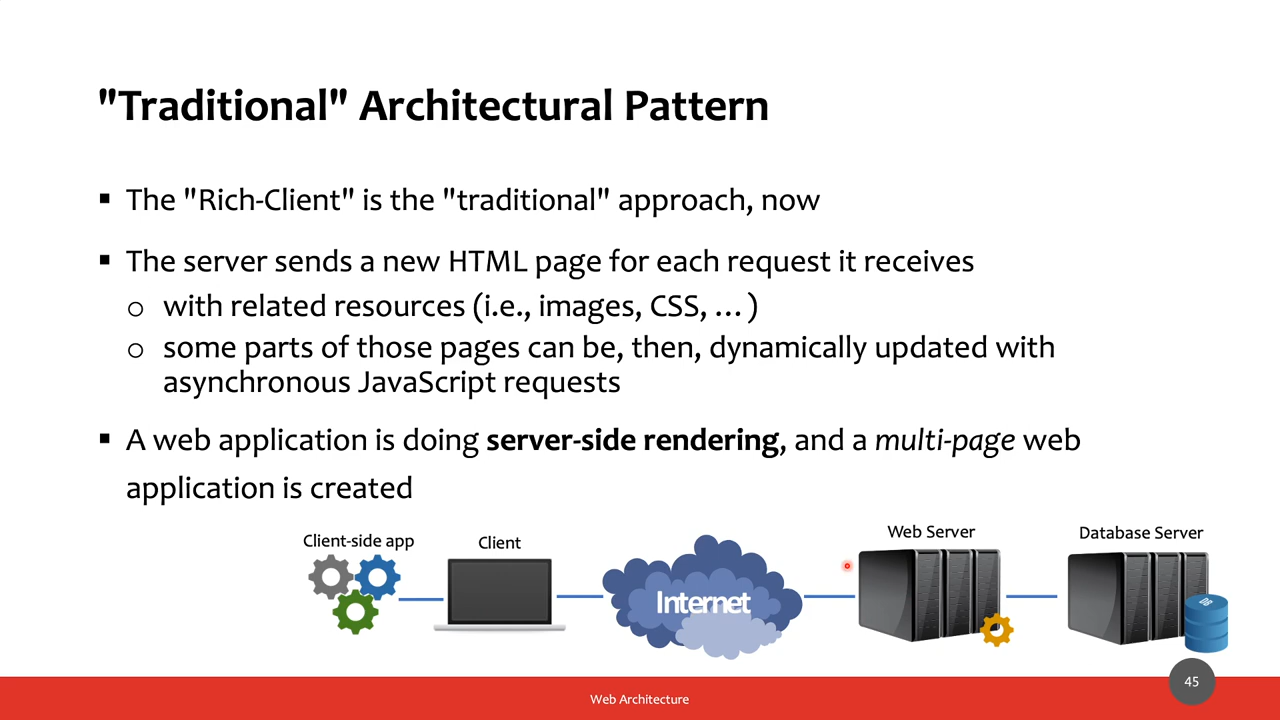 "Traditional" Architectural Pattern
▪ The "Rich-Client" is the "traditional" approach, now
▪ The server sends a new HTML page for each request it receives
o with related resources (i.e., images, CSS, …)
o some parts of those pages can be, then, dynamically updated with
asynchronous JavaScript requests
▪ A web application is doing server-side rendering, and a multi-page web
application is created
Client-side app
Client
Internet
Web Server
Database Server
DB
45
Web Architecture